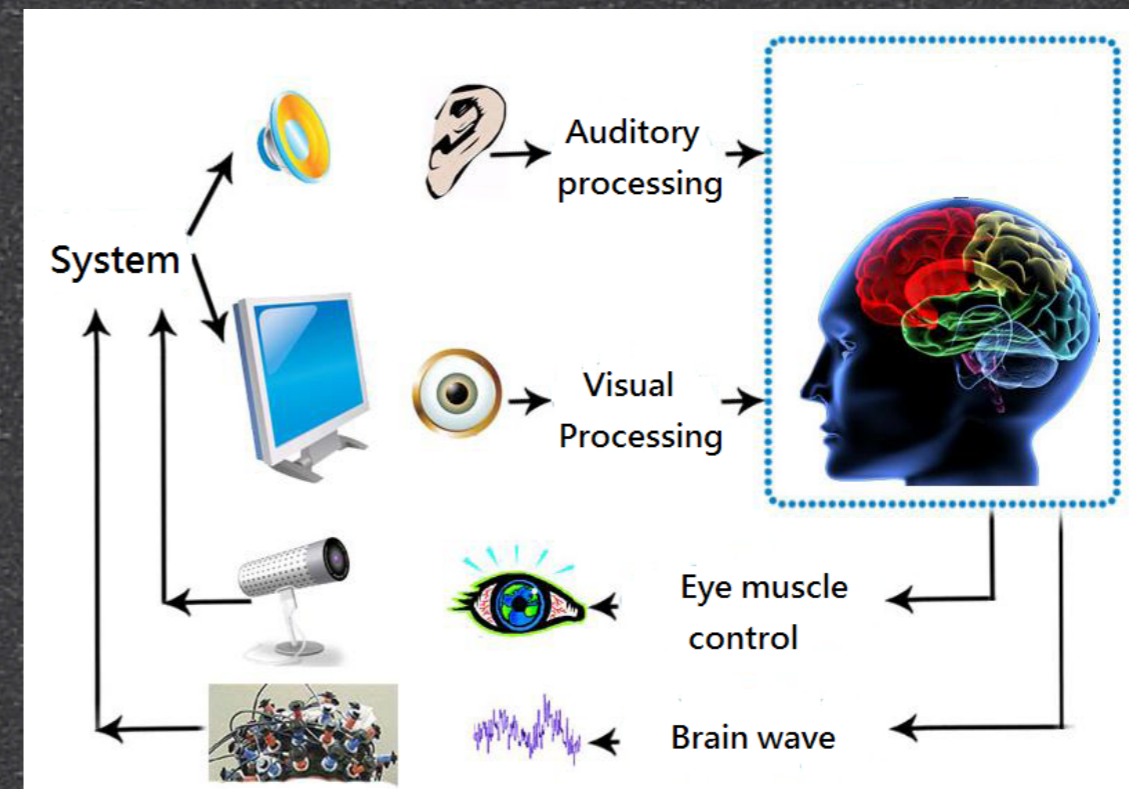 Auditory
processing
System
Visual
Processing
Eye muscle
control
Brain wave